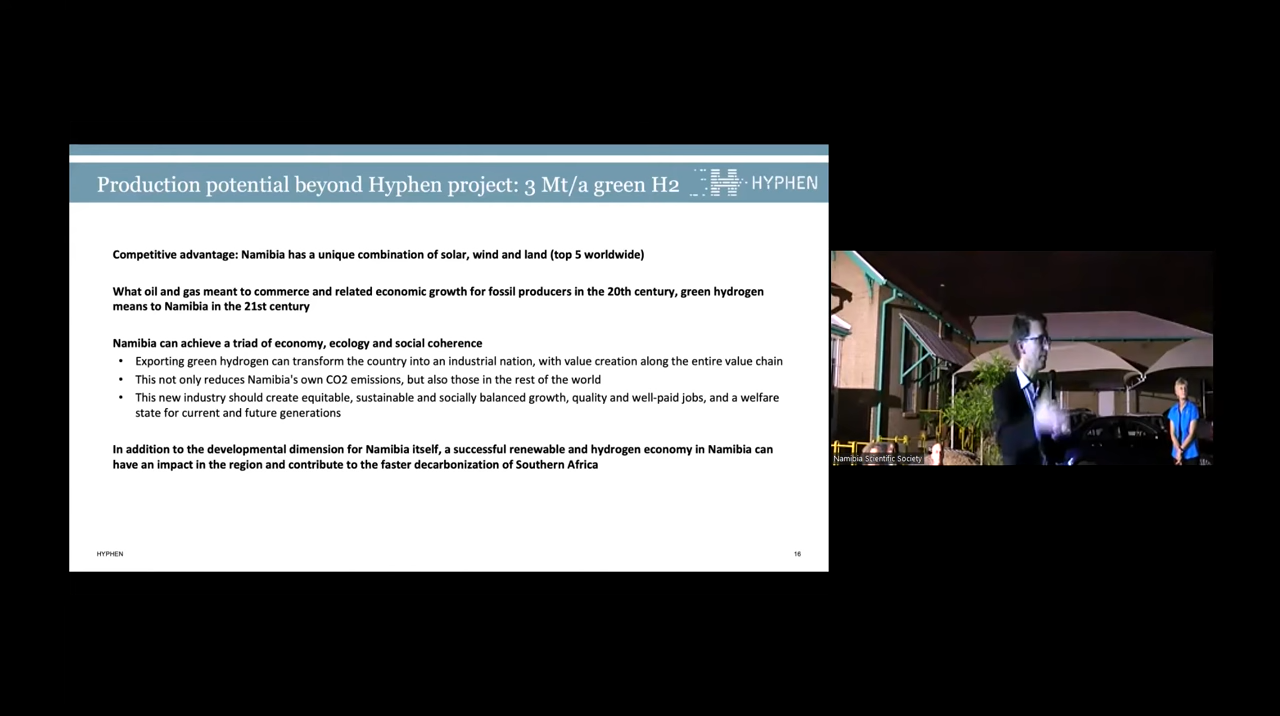 Production potential beyond Hyphen project: 3 Mt/a green H2
HYPHEN
Competitive advantage: Namibia has a unique combination of solar, wind and land (top 5 worldwide)
What oil and gas meant to commerce and related economic growth for fossil producers in the 20th century, green hydrogen
means to Namibia in the 21st century
Namibia can achieve a triad of economy, ecology and social coherence
• Exporting green hydrogen can transform the country into an industrial nation, with value creation along the entire value chain
• This not only reduces Namibia's own CO2 emissions, but also those in the rest of the world
• This new industry should create equitable, sustainable and socially balanced growth, quality and well-paid jobs, and a welfare
state for current and future generations
In addition to the developmental dimension for Namibia itself, a successful renewable and hydrogen economy in Namibia can
have an impact in the region and contribute to the faster decarbonization of Southern Africa
HYPHEN
16
Namibia Scientific Society